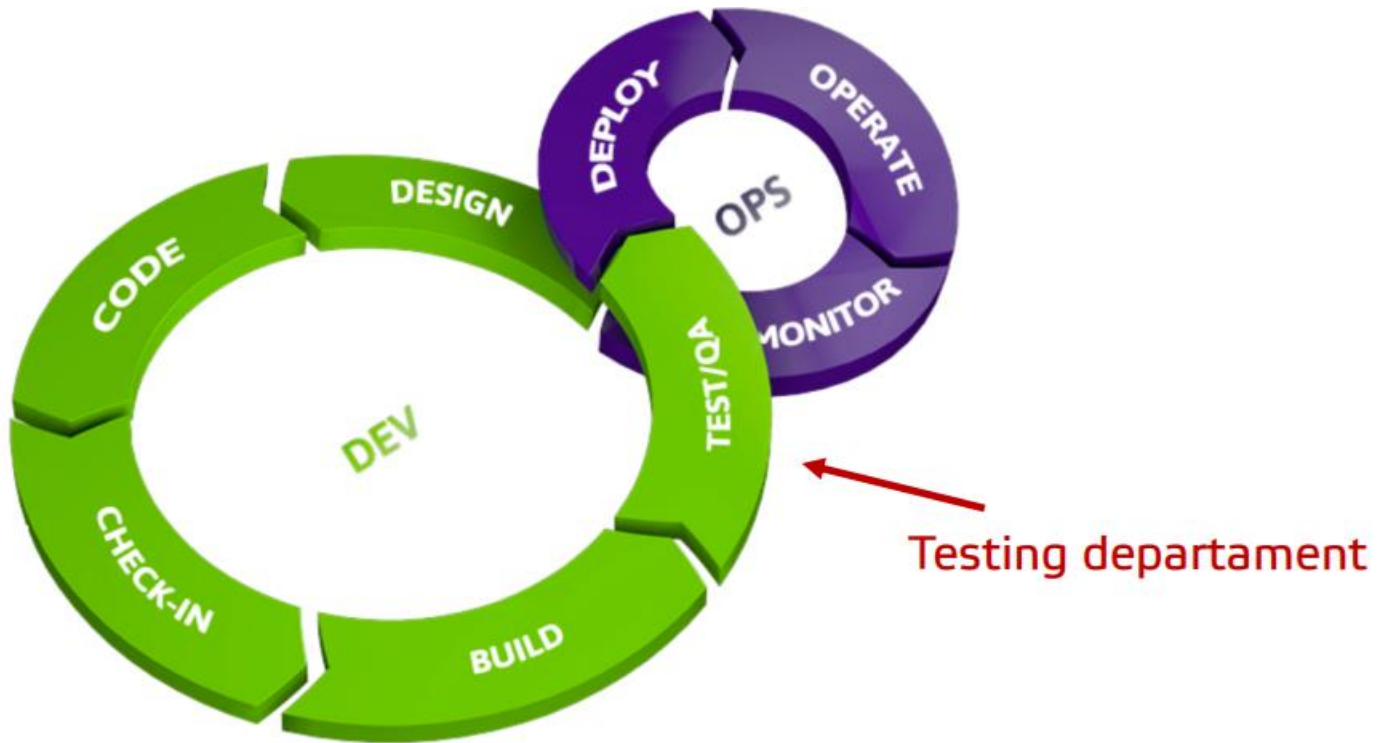 DEPLOY
OPERATE
OPS
MONITOR
DESIGN
CODE
DEV
TEST/QA
CHECK-IN
BUILD
Testing departament